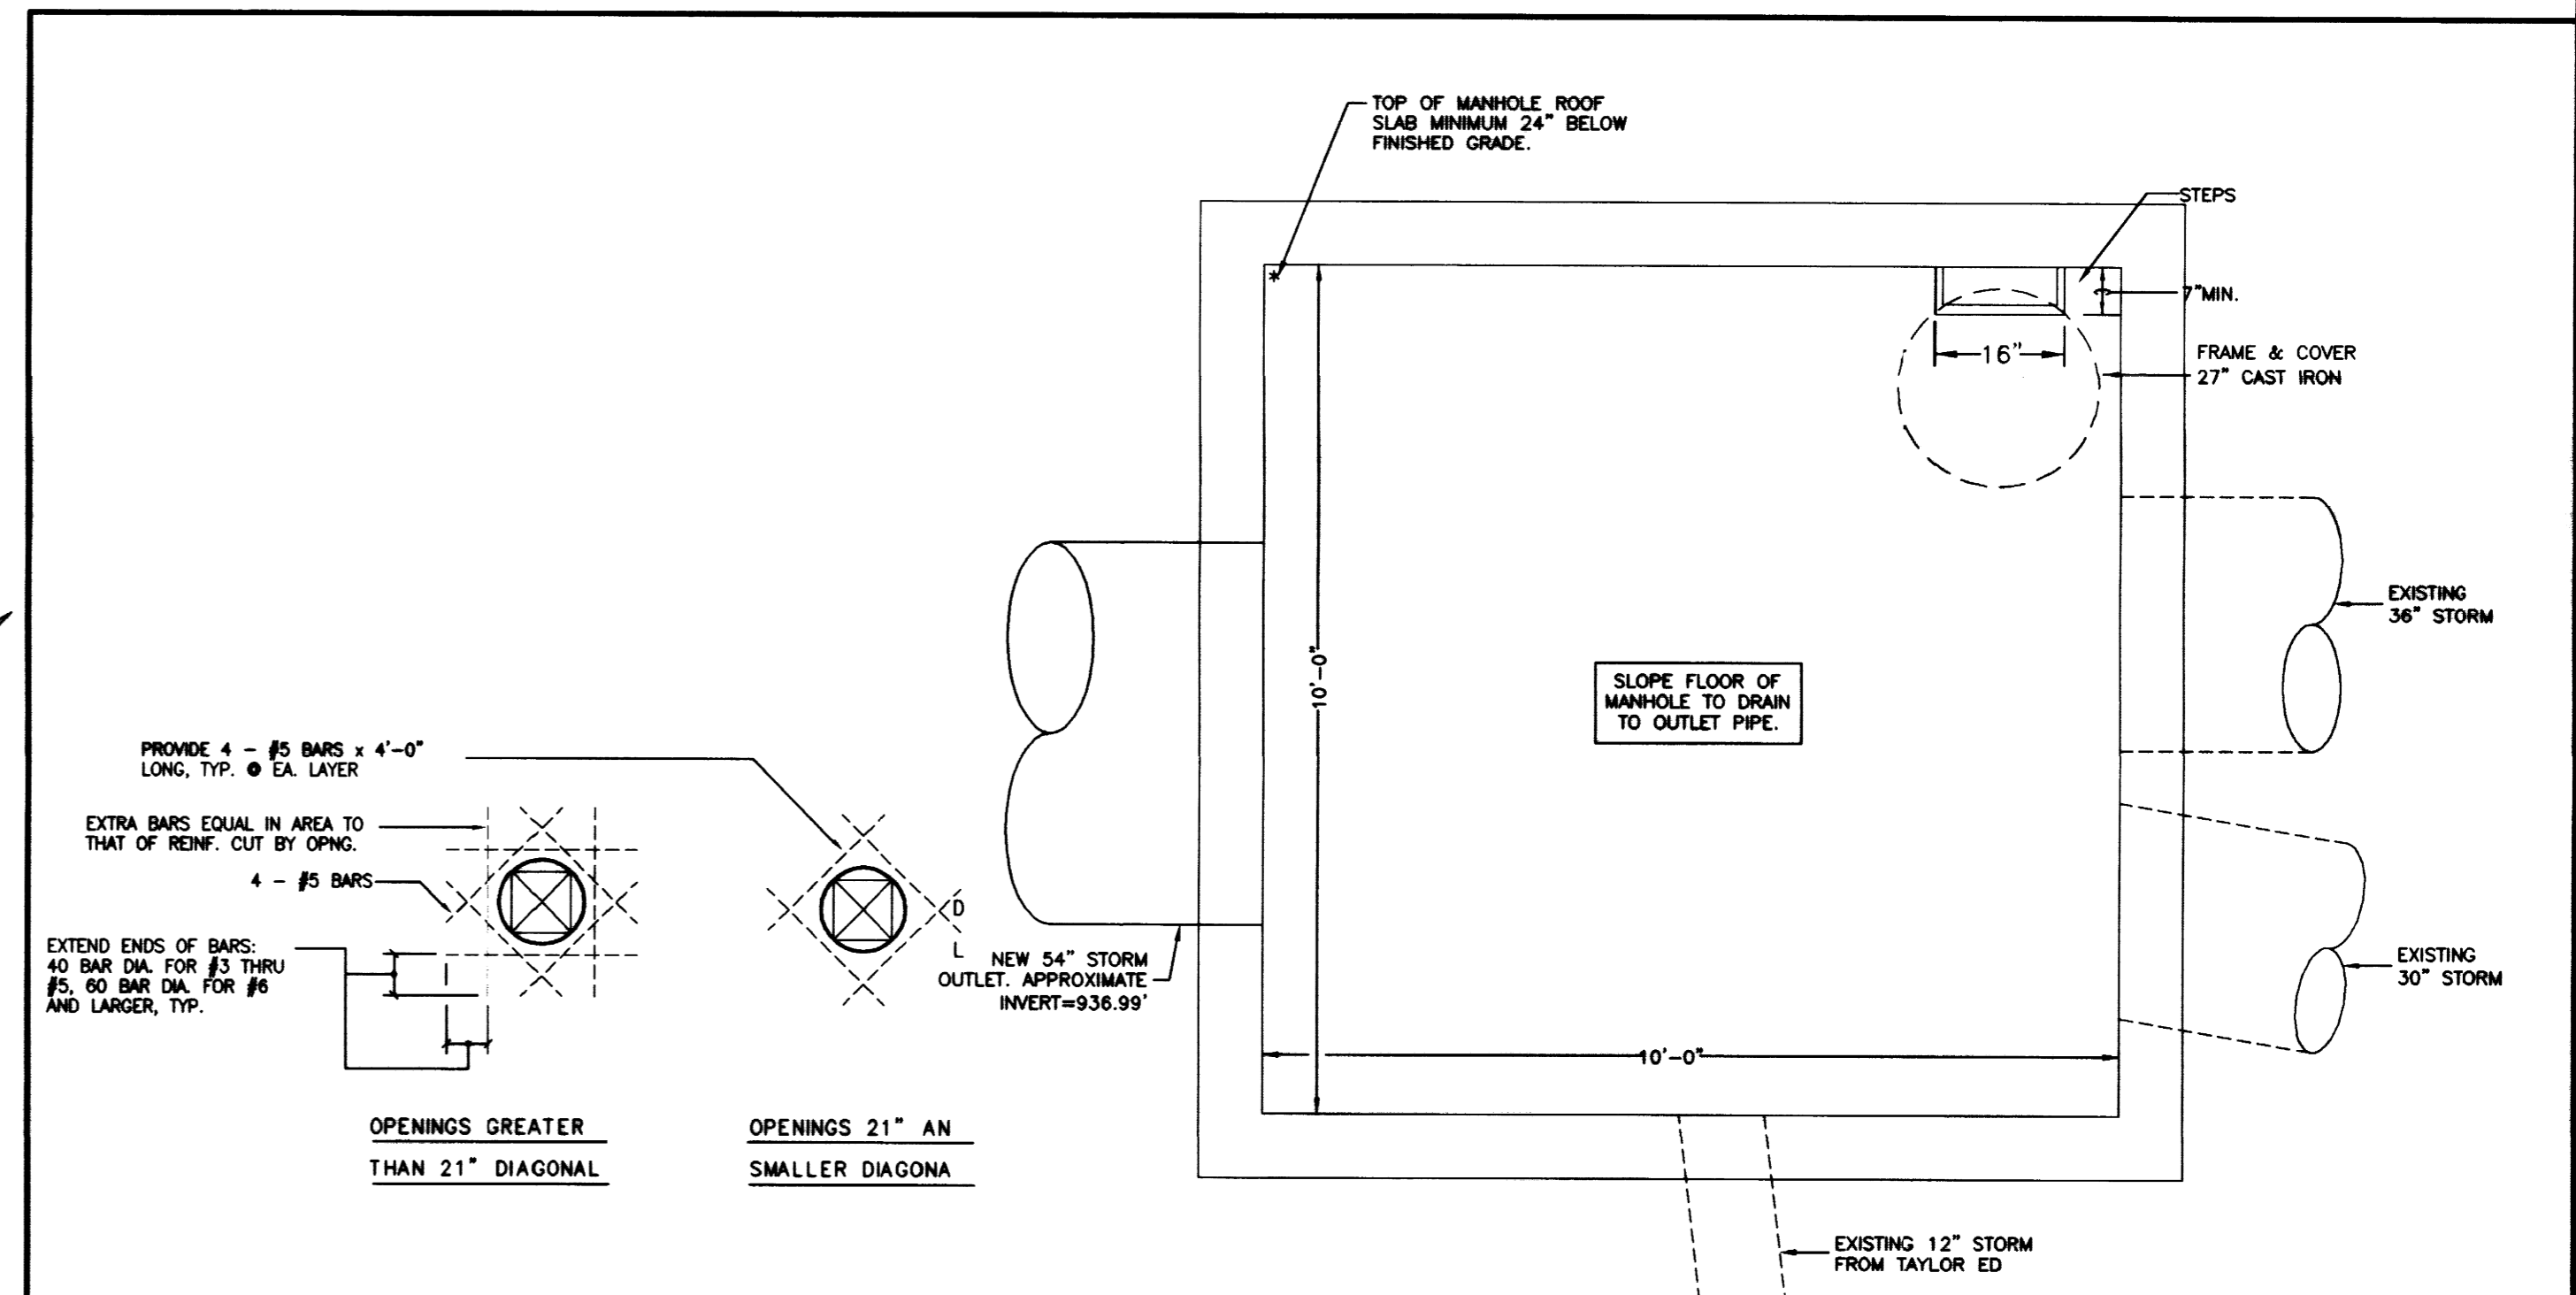 TOP OF MANHOLE ROOF
SLAB MINIMUM 24" BELOW
FINISHED GRADE.
STEPS
7"MIN.
16"
FRAME & COVER
27" CAST IRON
EXISTING
36" STORM
10'-0"
SLOPE FLOOR OF
MANHOLE TO DRAIN
TO OUTLET PIPE.
PROVIDE 4 - #5 BARS x 4'-0"
LONG, TYP. @ EA. LAYER
EXTRA BARS EQUAL IN AREA TO
THAT OF REINF. CUT BY OPNG.
4 - #5 BARS
EXTEND ENDS OF BARS:
40 BAR DIA. FOR #3 THRU
#5, 60 BAR DIA. FOR #6
AND LARGER, TYP.
D
L
NEW 54" STORM
OUTLET. APPROXIMATE
INVERT=936.99'
EXISTING
30" STORM
10'-0"
OPENINGS GREATER
THAN 21" DIAGONAL
OPENINGS 21" AN
SMALLER DIAGONA
EXISTING 12" STORM
FROM TAYLOR ED